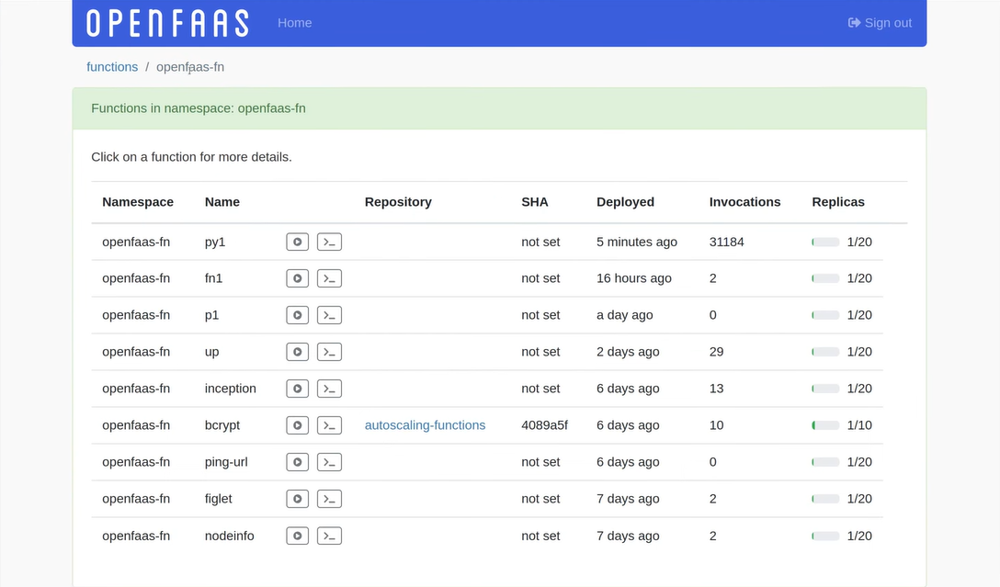 OPENFAAS Home Sign out
functions / openfaas-fn
Functions in namespace: openfaas-fn
Click on a function for more details.
Namespace Name Repository SHA Deployed Invocations Replicas
openfaas-fn py1 >_ not set 5 minutes ago 31184 1/20
openfaas-fn fn1 >_ not set 16 hours ago 2 1/20
openfaas-fn p1 >_ not set a day ago 0 1/20
openfaas-fn up >_ not set 2 days ago 29 1/20
openfaas-fn inception >_ not set 6 days ago 13 1/20
openfaas-fn bcrypt >_ autoscaling-functions 4089a5f 6 days ago 10 1/10
openfaas-fn ping-url >_ not set 6 days ago 0 1/20
openfaas-fn figlet >_ not set 7 days ago 2 1/20
openfaas-fn nodeinfo >_ not set 7 days ago 2 1/20